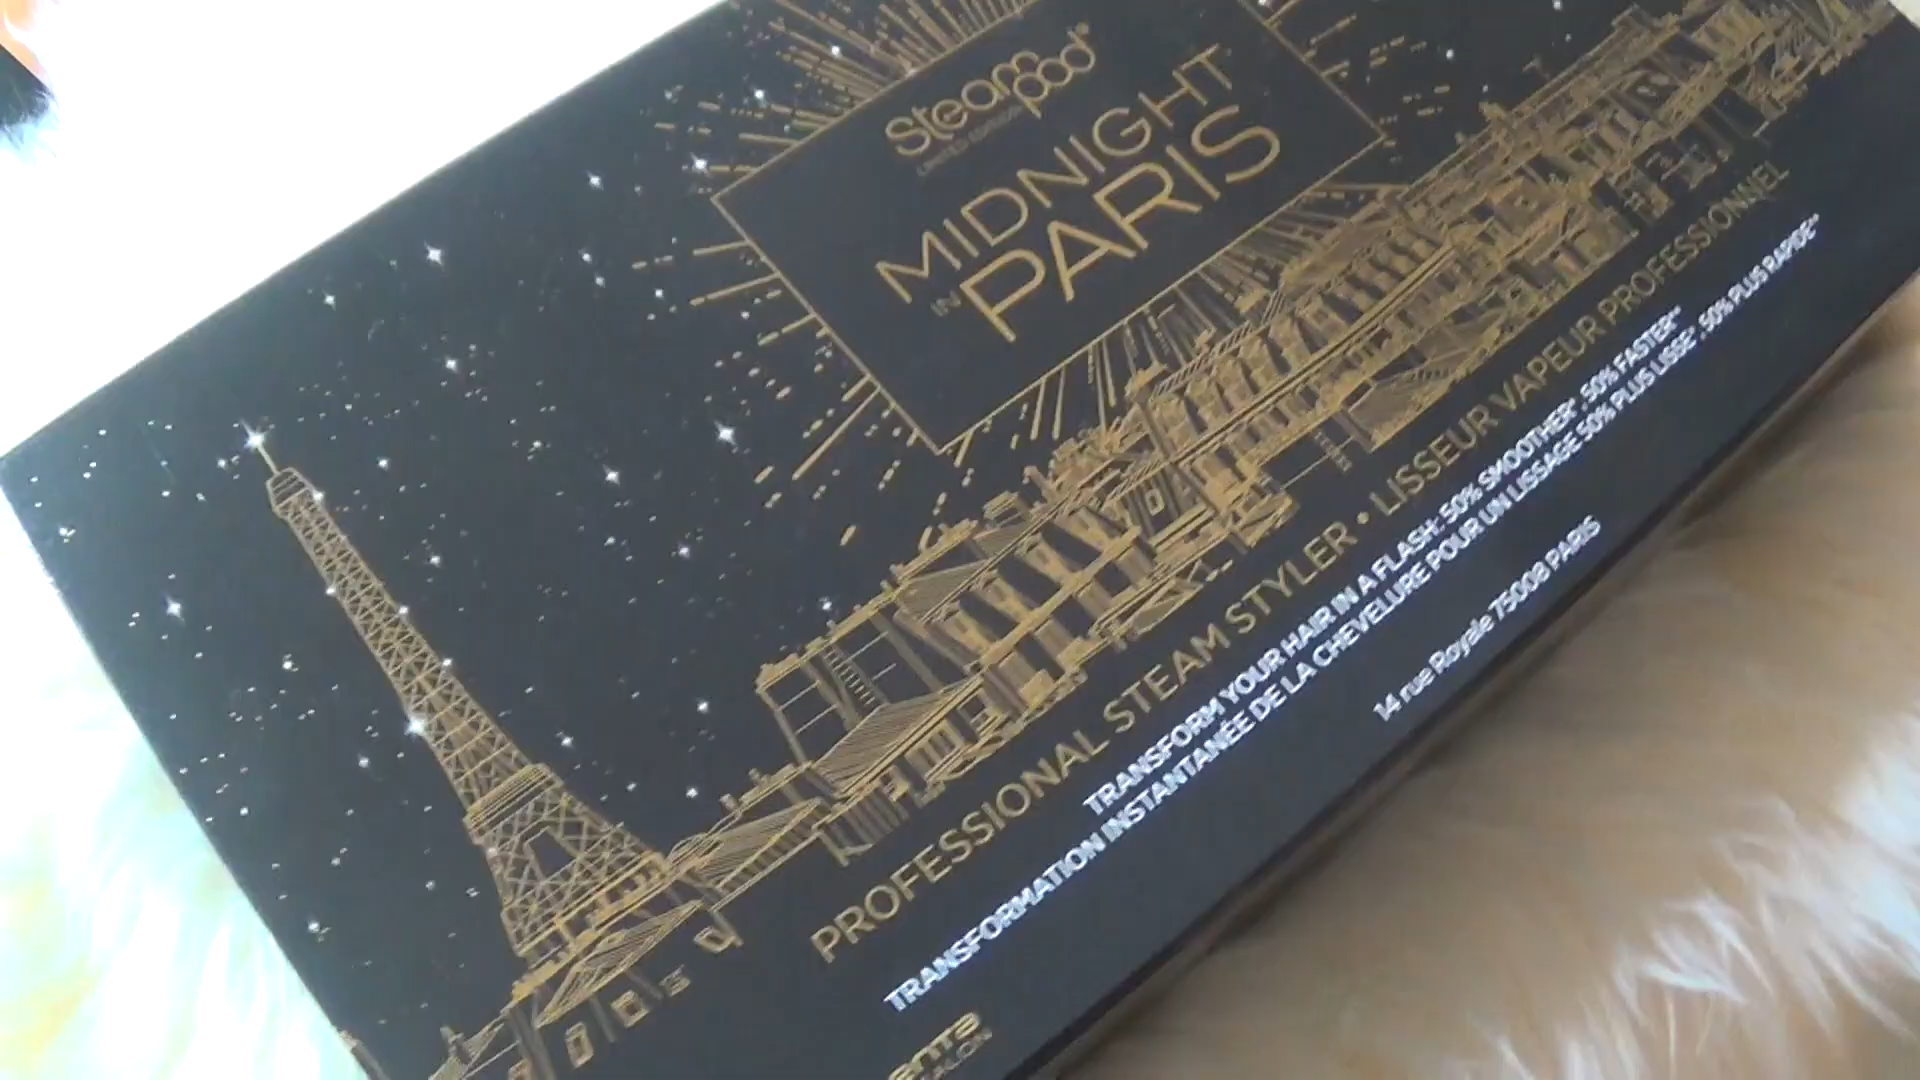 Steampod
LIMITED EDITION
MIDNIGHT
IN PARIS
PROFESSIONAL STEAM STYLER • LISSEUR VAPEUR PROFESSIONNEL
TRANSFORM YOUR HAIR IN A FLASH: 50% SMOOTHER*, 50% FASTER**
TRANSFORMATION INSTANTANÉE DE LA CHEVELURE POUR UN LISSAGE 50% PLUS LISSE*, 50% PLUS RAPIDE**
14 rue Royale 75008 PARIS